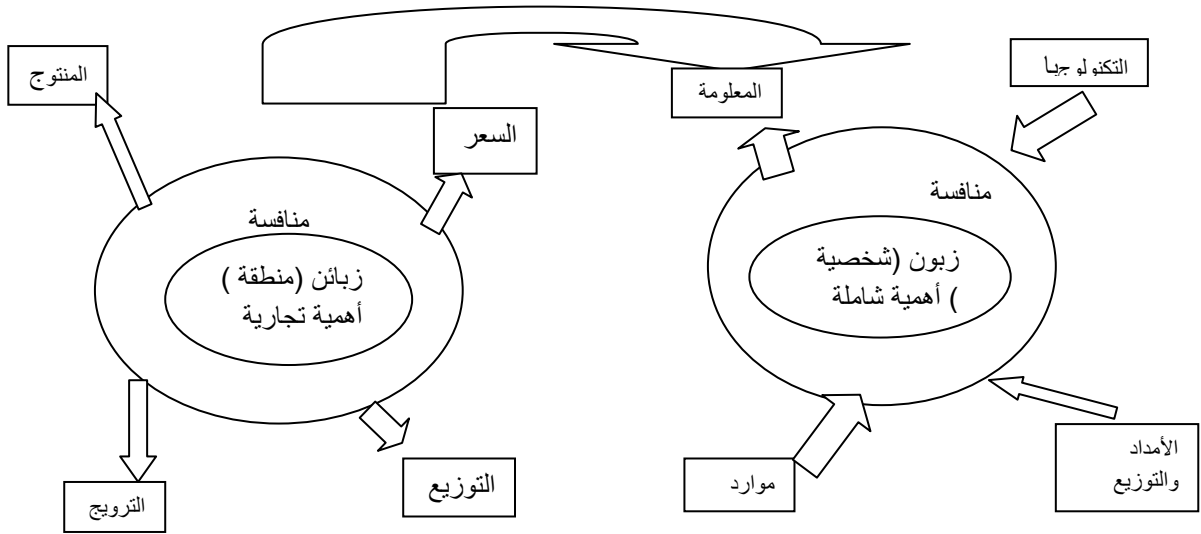 التكنولوجيا
المعلومة
المنتوج
السعر
منافسة
زبون (شخصية
) أهمية شاملة
منافسة
زبائن (منطقة )
أهمية تجارية
الأمداد
والتوزيع
موارد
التوزيع
الترويج